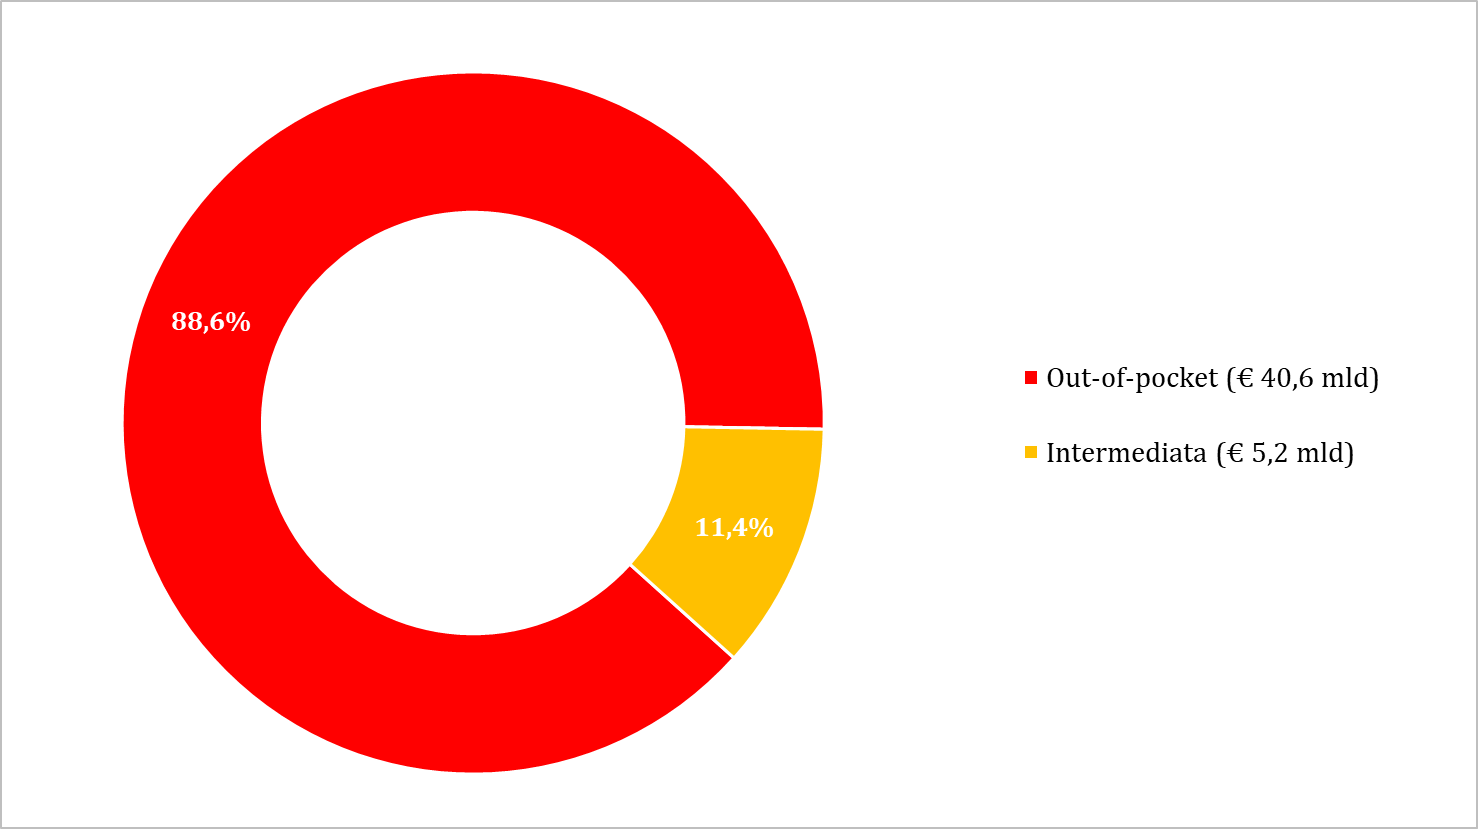 88,6%
Out-of-pocket (€ 40,6 mld)
Intermediata (€ 5,2 mld)
11,4%